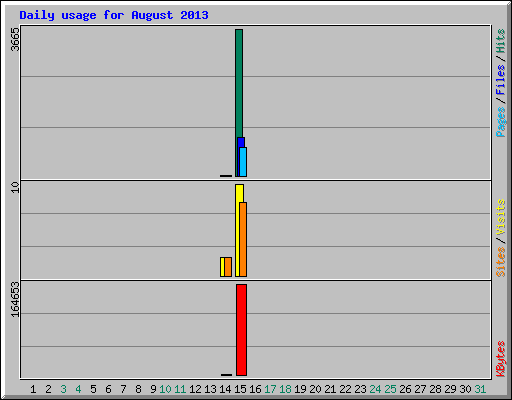 Daily usage for August 2013
3665
Pages/Files/Hits
10
Sites/Visits
164653
KBytes
1 2 3 4 5 6 7 8 9 10 11 12 13 14 15 16 17 18 19 20 21 22 23 24 25 26 27 28 29 30 31